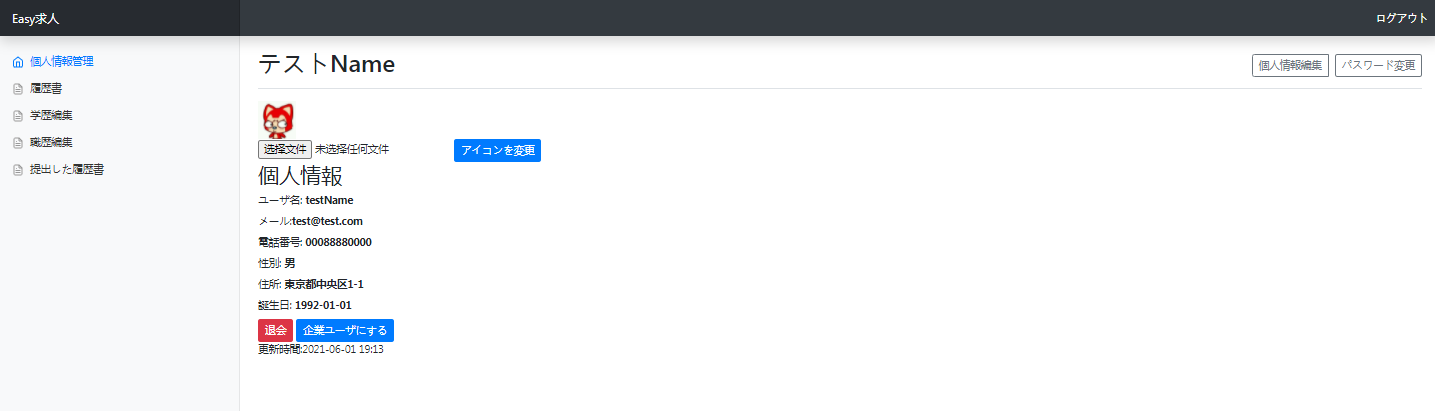 Easy求人 ログアウト
個人情報管理
履歴書
学歴編集
職歴編集
提出した履歴書
テストName
個人情報編集 パスワード変更
选择文件 未选择任何文件 アイコンを変更
個人情報
ユーザ名: testName
メール:test@test.com
電話番号: 00088880000
性別: 男
住所: 東京都中央区1-1
誕生日: 1992-01-01
退会 企業ユーザにする
更新時間:2021-06-01 19:13